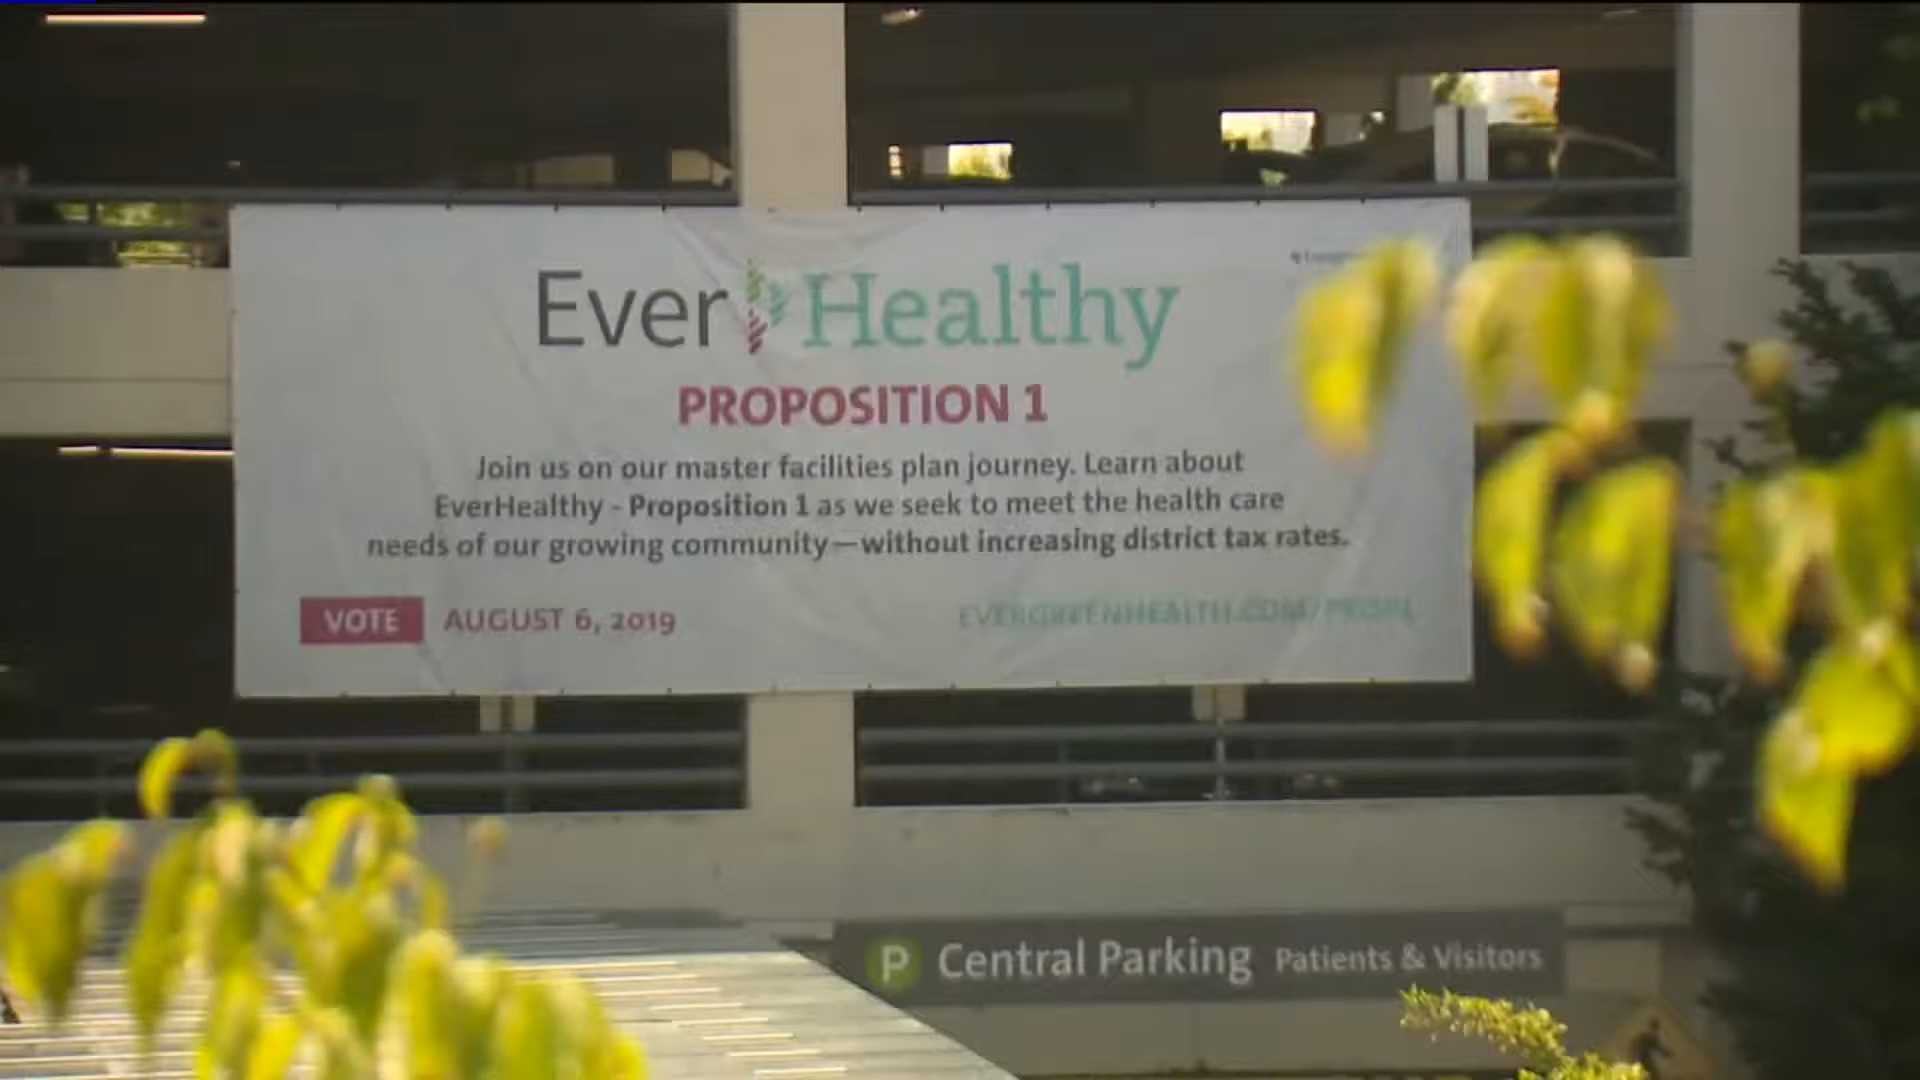 Ever Healthy
PROPOSITION 1
Join us on our master facilities plan journey. Learn about
EverHealthy - Proposition 1 as we seek to meet the health care
needs of our growing community—without increasing district tax rates.
VOTE AUGUST 6, 2019
P Central Parking Patients & Visitors